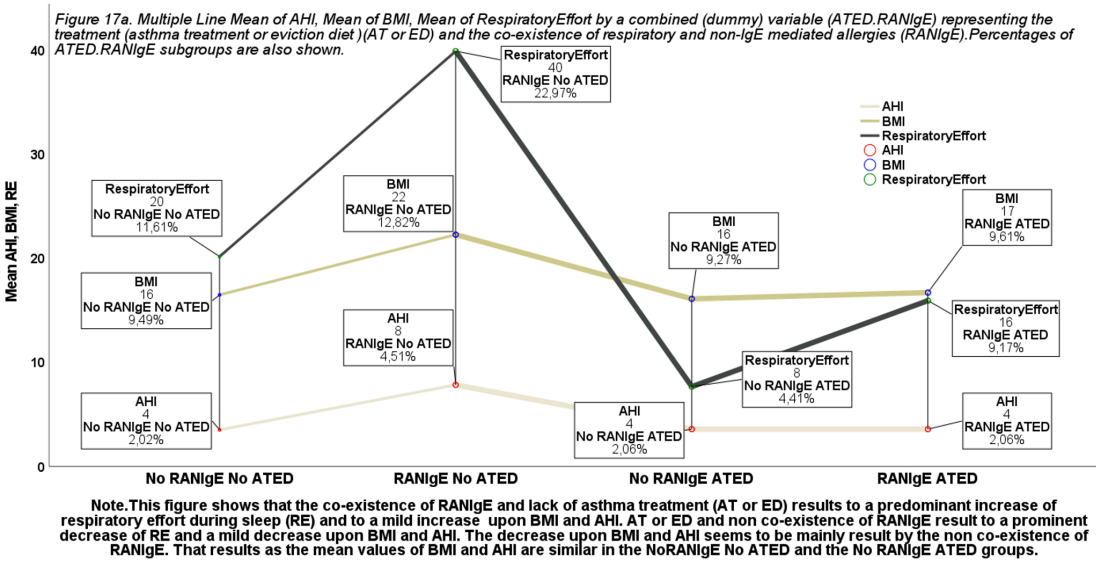 Figure 17a. Multiple Line Mean of AHI, Mean of BMI, Mean of RespiratoryEffort by a combined (dummy) variable (ATED.RANIgE) representing the
treatment (asthma treatment or eviction diet )(AT or ED) and the co-existence of respiratory and non-IgE mediated allergies (RANIgE).Percentages of
ATED.RANIgE subgroups are also shown.
Mean AHI, BMI, RE
40
30
20
10
0
RespiratoryEffort
20
No RANIgE No ATED
11,61%
BMI
16
No RANIgE No ATED
9,49%
AHI
4
No RANIgE No ATED
2,02%
RespiratoryEffort
40
RANIgE No ATED
22,97%
BMI
22
RANIgE No ATED
12,82%
AHI
8
RANIgE No ATED
4,51%
BMI
16
No RANIgE ATED
9,27%
RespiratoryEffort
8
No RANIgE ATED
4,41%
AHI
4
No RANIgE ATED
2,06%
AHI
BMI
RespiratoryEffort
AHI
BMI
RespiratoryEffort
BMI
17
RANIgE ATED
9,61%
RespiratoryEffort
16
RANIgE ATED
9,17%
AHI
4
RANIgE ATED
2,06%
No RANIgE No ATED
RANIgE No ATED
No RANIgE ATED
RANIgE ATED
Note.This figure shows that the co-existence of RANIgE and lack of asthma treatment (AT or ED) results to a predominant increase of
respiratory effort during sleep (RE) and to a mild increase upon BMI and AHI. AT or ED and non co-existence of RANIgE result to a prominent
decrease of RE and a mild decrease upon BMI and AHI. The decrease upon BMI and AHI seems to be mainly result by the non co-existence of
RANIgE. That results as the mean values of BMI and AHI are similar in the NoRANIgE No ATED and the No RANIgE ATED groups.